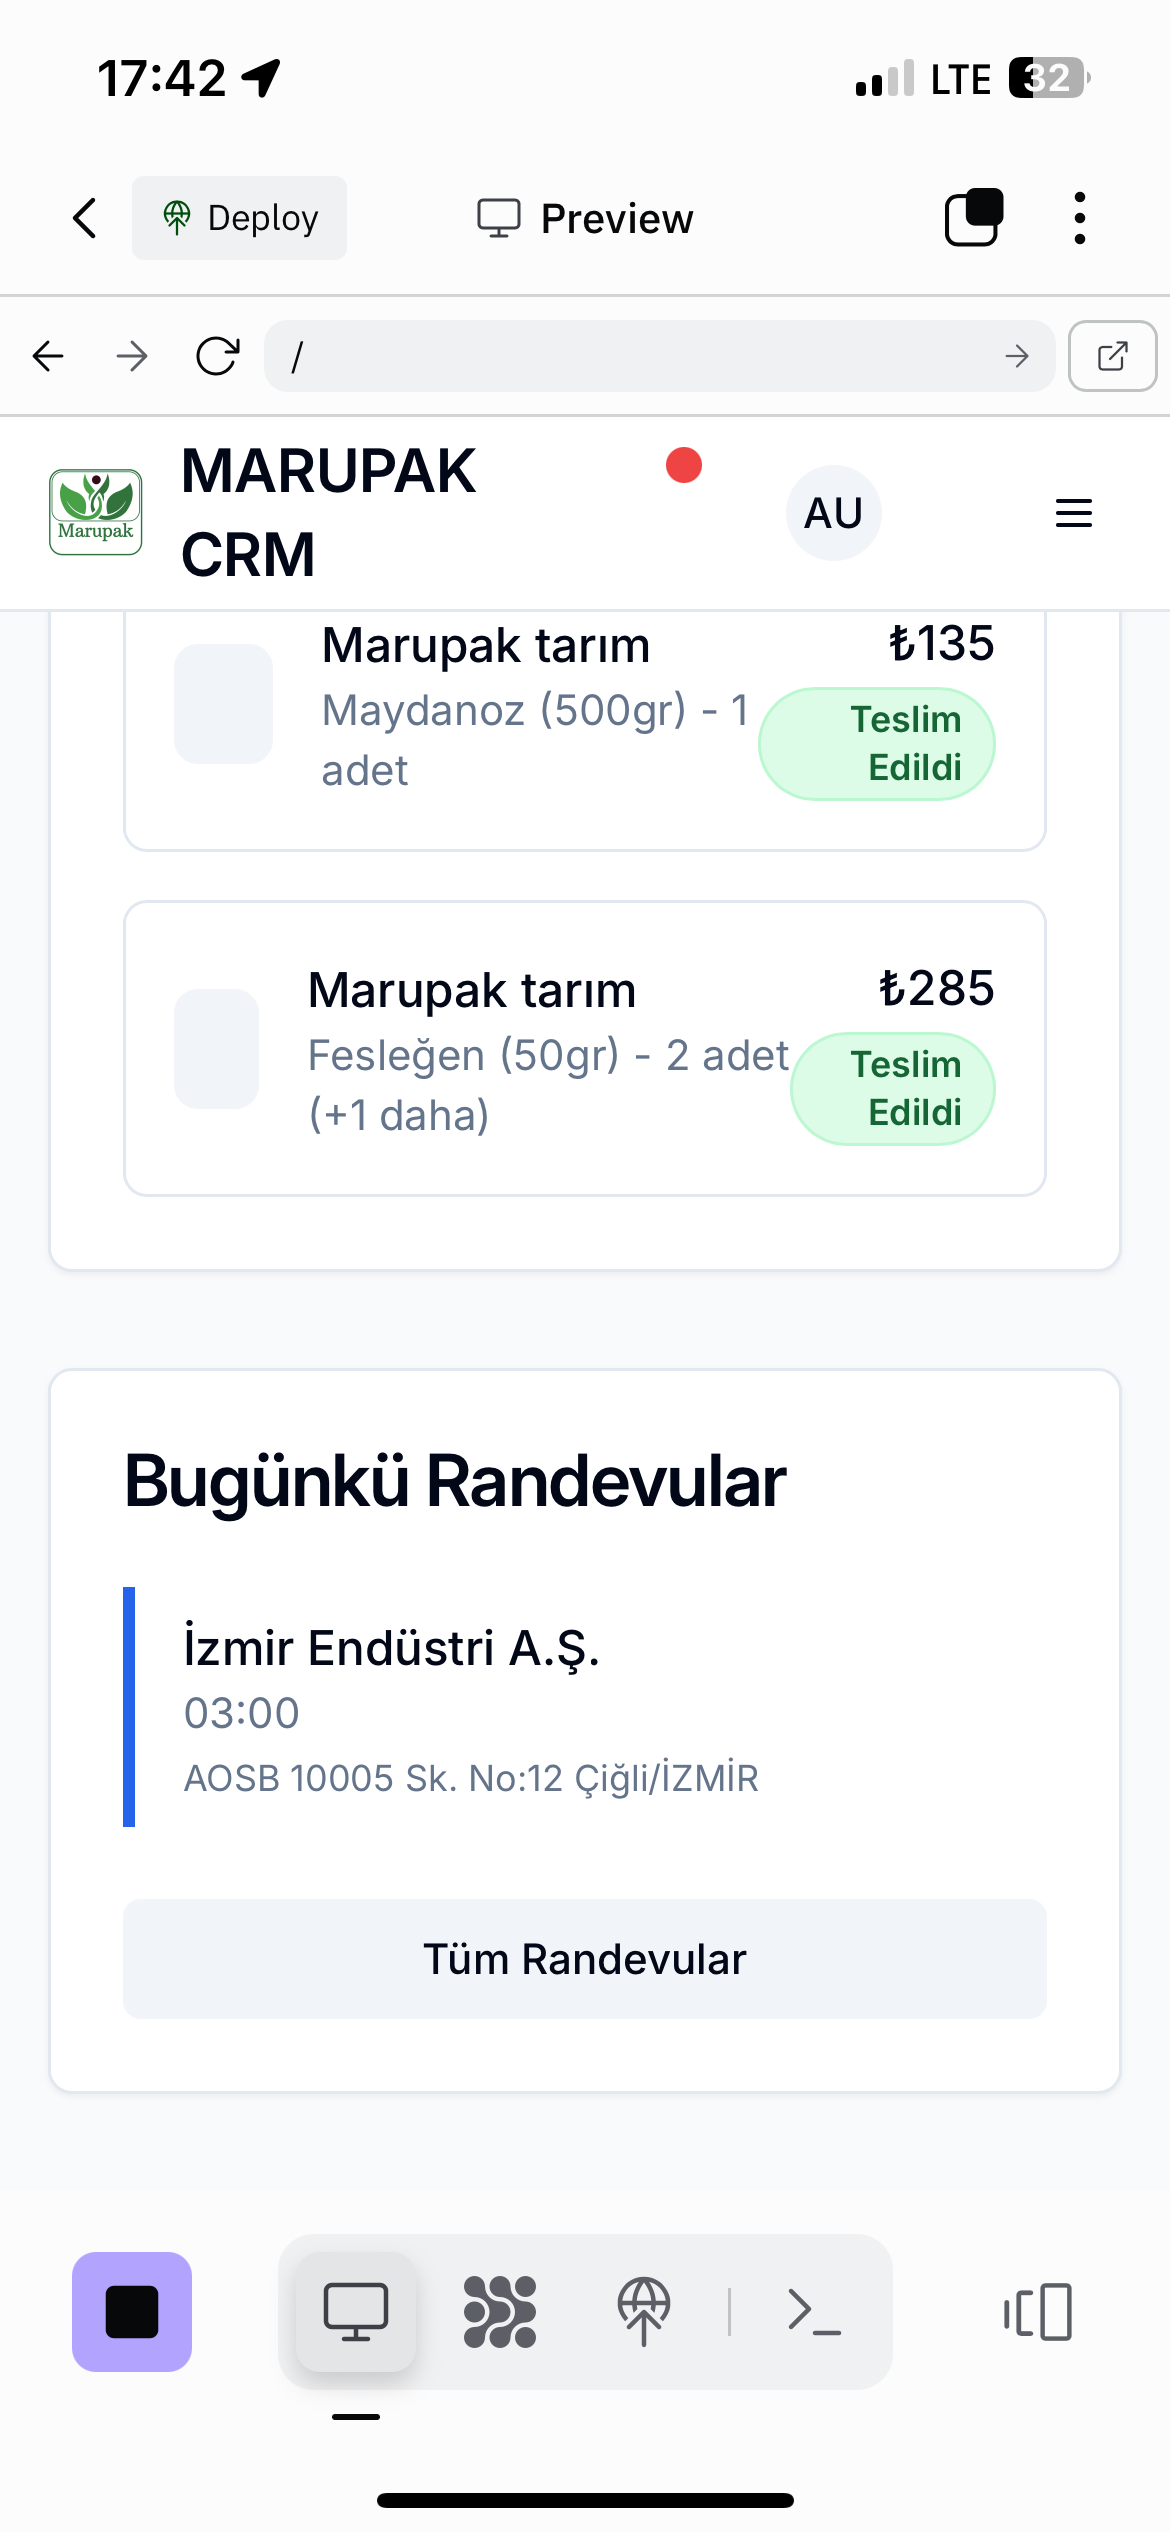 17:42
LTE
32
Deploy
Preview
/
Marupak
MARUPAK
CRM
AU
Marupak tarım
₺135
Maydanoz (500gr) - 1
adet
Teslim
Edildi
Marupak tarım
₺285
Fesleğen (50gr) - 2 adet
(+1 daha)
Teslim
Edildi
Bugünkü Randevular
İzmir Endüstri A.Ş.
03:00
AOSB 10005 Sk. No:12 Çiğli/İZMİR
Tüm Randevular